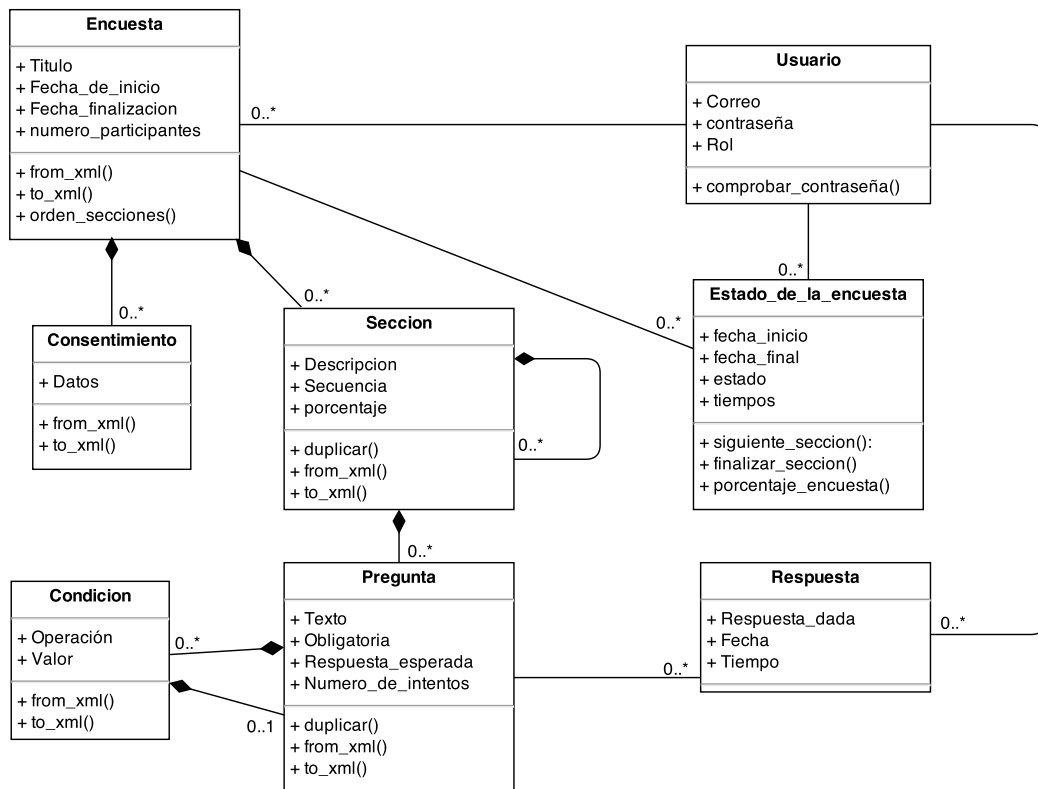 Encuesta
+ Titulo
+ Fecha_de_inicio
+ Fecha_finalizacion
+ numero_participantes
+ from_xml()
+ to_xml()
+ orden_secciones()
0..*
Usuario
+ Correo
+ contraseña
+ Rol
+ comprobar_contraseña()
0..*
0..*
0..*
0..*
Consentimiento
+ Datos
+ from_xml()
+ to_xml()
Seccion
+ Descripcion
+ Secuencia
+ porcentaje
+ duplicar()
+ from_xml()
+ to_xml()
0..*
Estado_de_la_encuesta
+ fecha_inicio
+ fecha_final
+ estado
+ tiempos
+ siguiente_seccion():
+ finalizar_seccion()
+ porcentaje_encuesta()
0..*
Condicion
+ Operación
+ Valor
+ from_xml()
+ to_xml()
0..*
0..1
Pregunta
+ Texto
+ Obligatoria
+ Respuesta_esperada
+ Numero_de_intentos
+ duplicar()
+ from_xml()
+ to_xml()
0..*
Respuesta
+ Respuesta_dada
+ Fecha
+ Tiempo
0..*